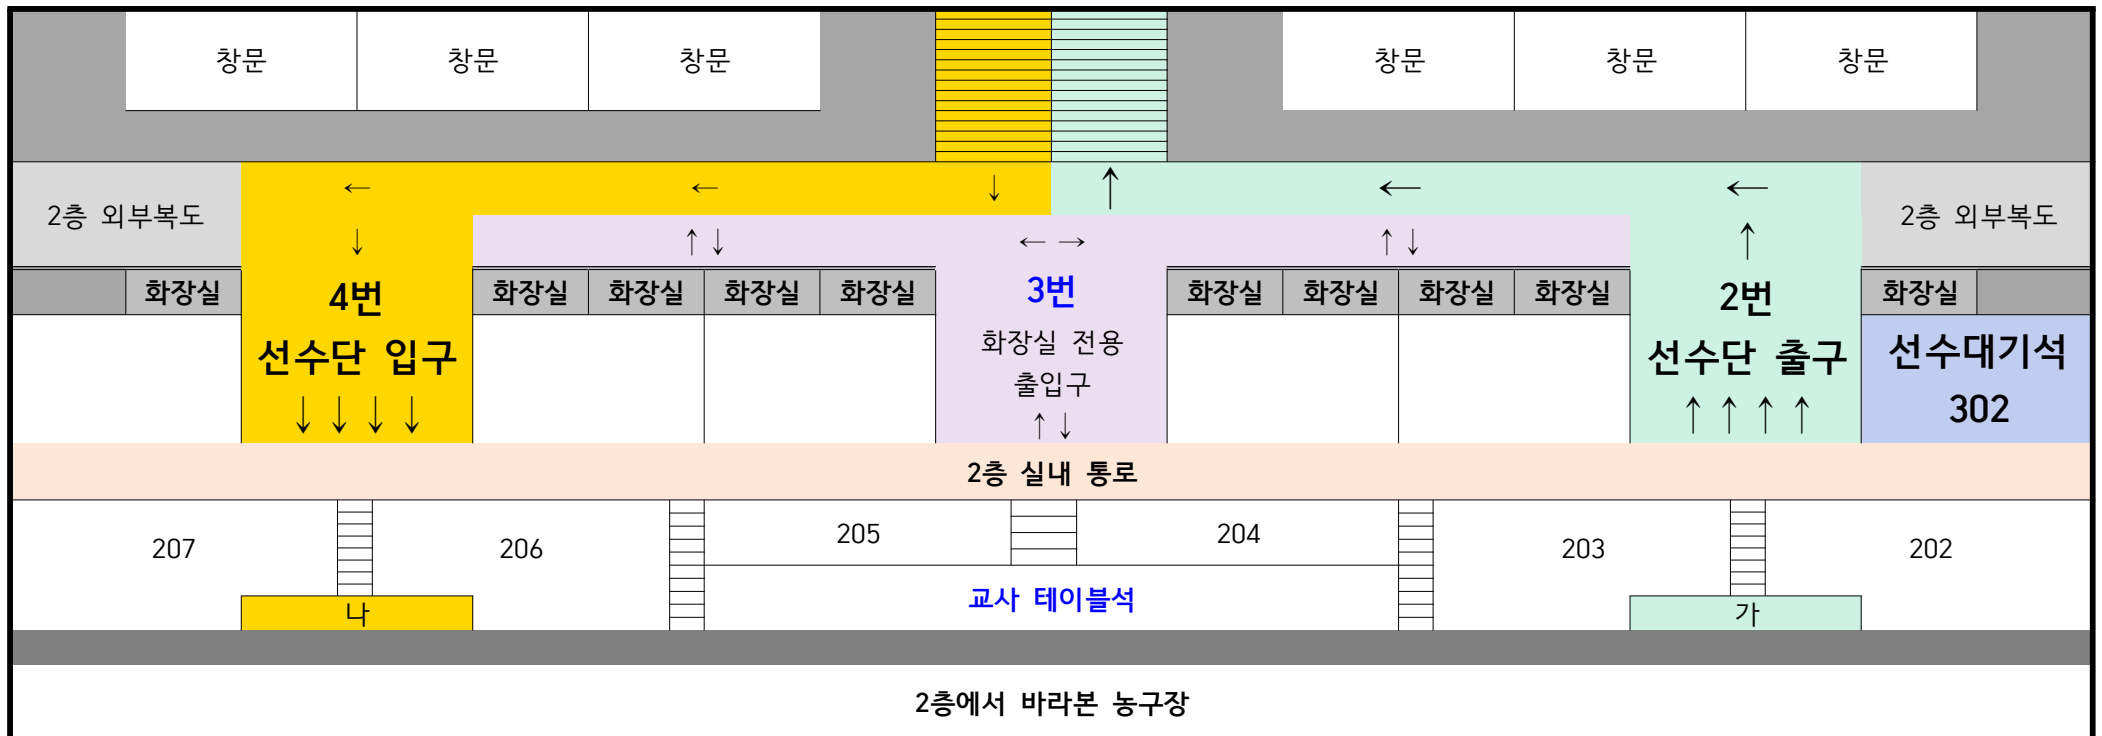 창문 창문 창문 창문 창문 창문
← ← ↓ ↑ ← ←
2층 외부복도 2층 외부복도
↓ ↑ ↓ ← → ↑ ↓ ↑
화장실 4번 화장실 화장실 화장실 화장실 3번 화장실 화장실 화장실 화장실 2번 화장실
선수단 입구 화장실 전용 선수단 출구 선수대기석
출입구
↓ ↓ ↓ ↓ ↑ ↓ ↑ ↑ ↑ ↑ 302
2층 실내 통로
207 206 205 204 203 202
교사 테이블석
나 가
2층에서 바라본 농구장